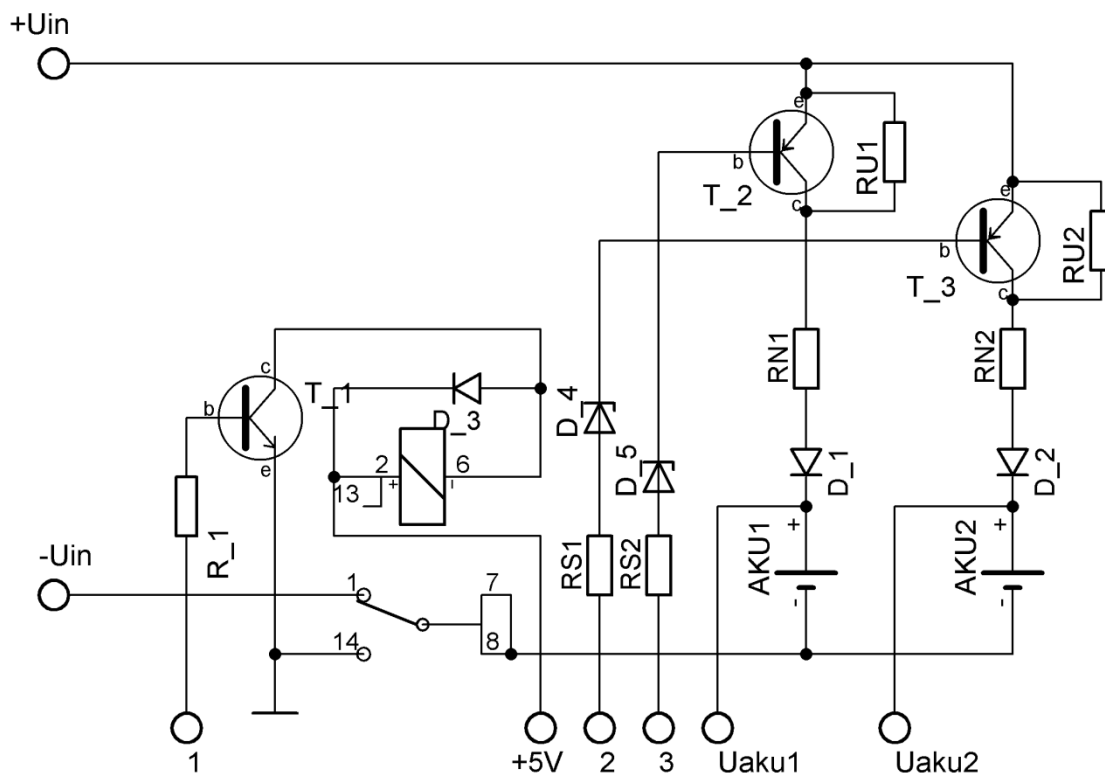 +Uin
e
b
T_2
c
RU1
e
b
T_3
c
RU2
RN1
RN2
c
b
T_1
e
D_3
2
+
6
-
13
D_4
D_5
D_1
D_2
R_1
-Uin
1
14
7
8
RS1
RS2
AKU1
+
-
AKU2
+
-
1
+5V
2
3
Uaku1
Uaku2